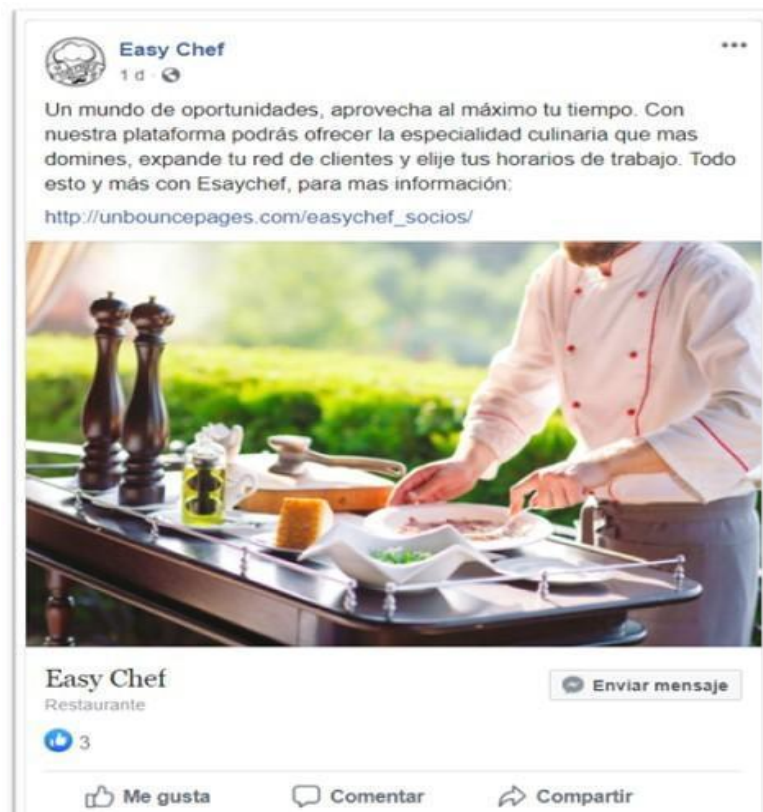 Easy Chef
1 d
Un mundo de oportunidades, aprovecha al máximo tu tiempo. Con
nuestra plataforma podrás ofrecer la especialidad culinaria que mas
domines, expande tu red de clientes y elije tus horarios de trabajo. Todo
esto y más con Esaychef, para mas información:
http://unbouncepages.com/easychef_socios/
Easy Chef
Restaurante
Enviar mensaje
3
Me gusta
Comentar
Compartir